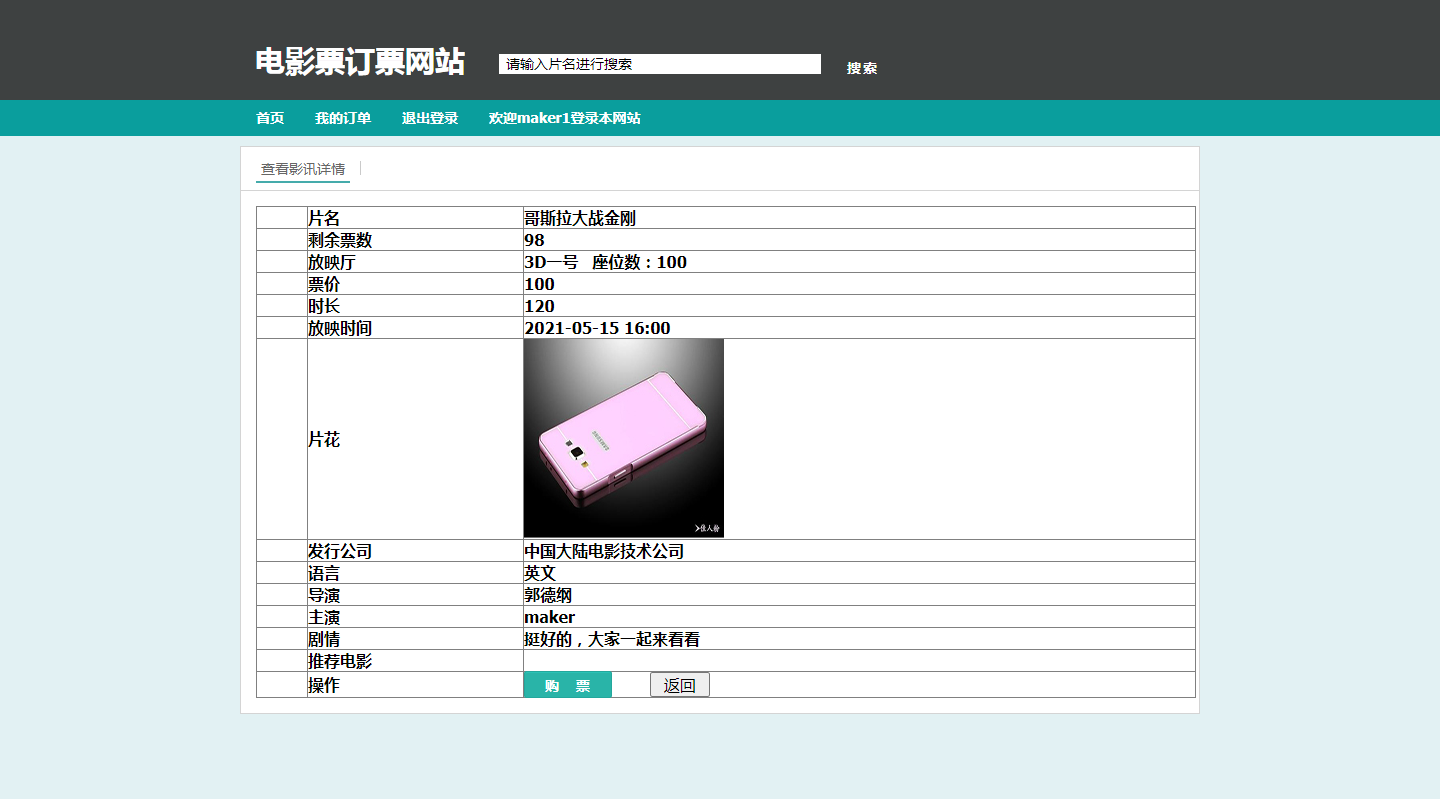 电影票订票网站 请输入片名进行搜索 搜索
首页 我的订单 退出登录 欢迎maker1登录本网站
查看影讯详情
片名 哥斯拉大战金刚
剩余票数 98
放映厅 3D一号 座位数：100
票价 100
时长 120
放映时间 2021-05-15 16:00
片花
SAMSUNG
发行公司 中国大陆电影技术公司
语言 英文
导演 郭德纲
主演 maker
剧情 挺好的，大家一起来看看
推荐电影
操作 购 票 返回